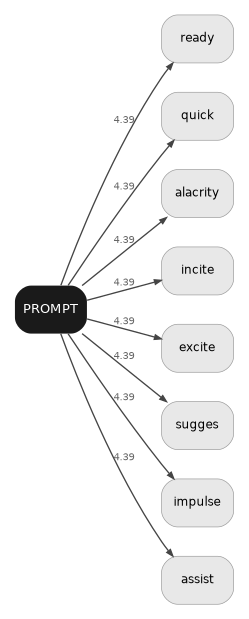 ready
4.39
quick
4.39
alacrity
4.39
incite
4.39
PROMPT
4.39
excite
4.39
sugges
4.39
impulse
4.39
assist